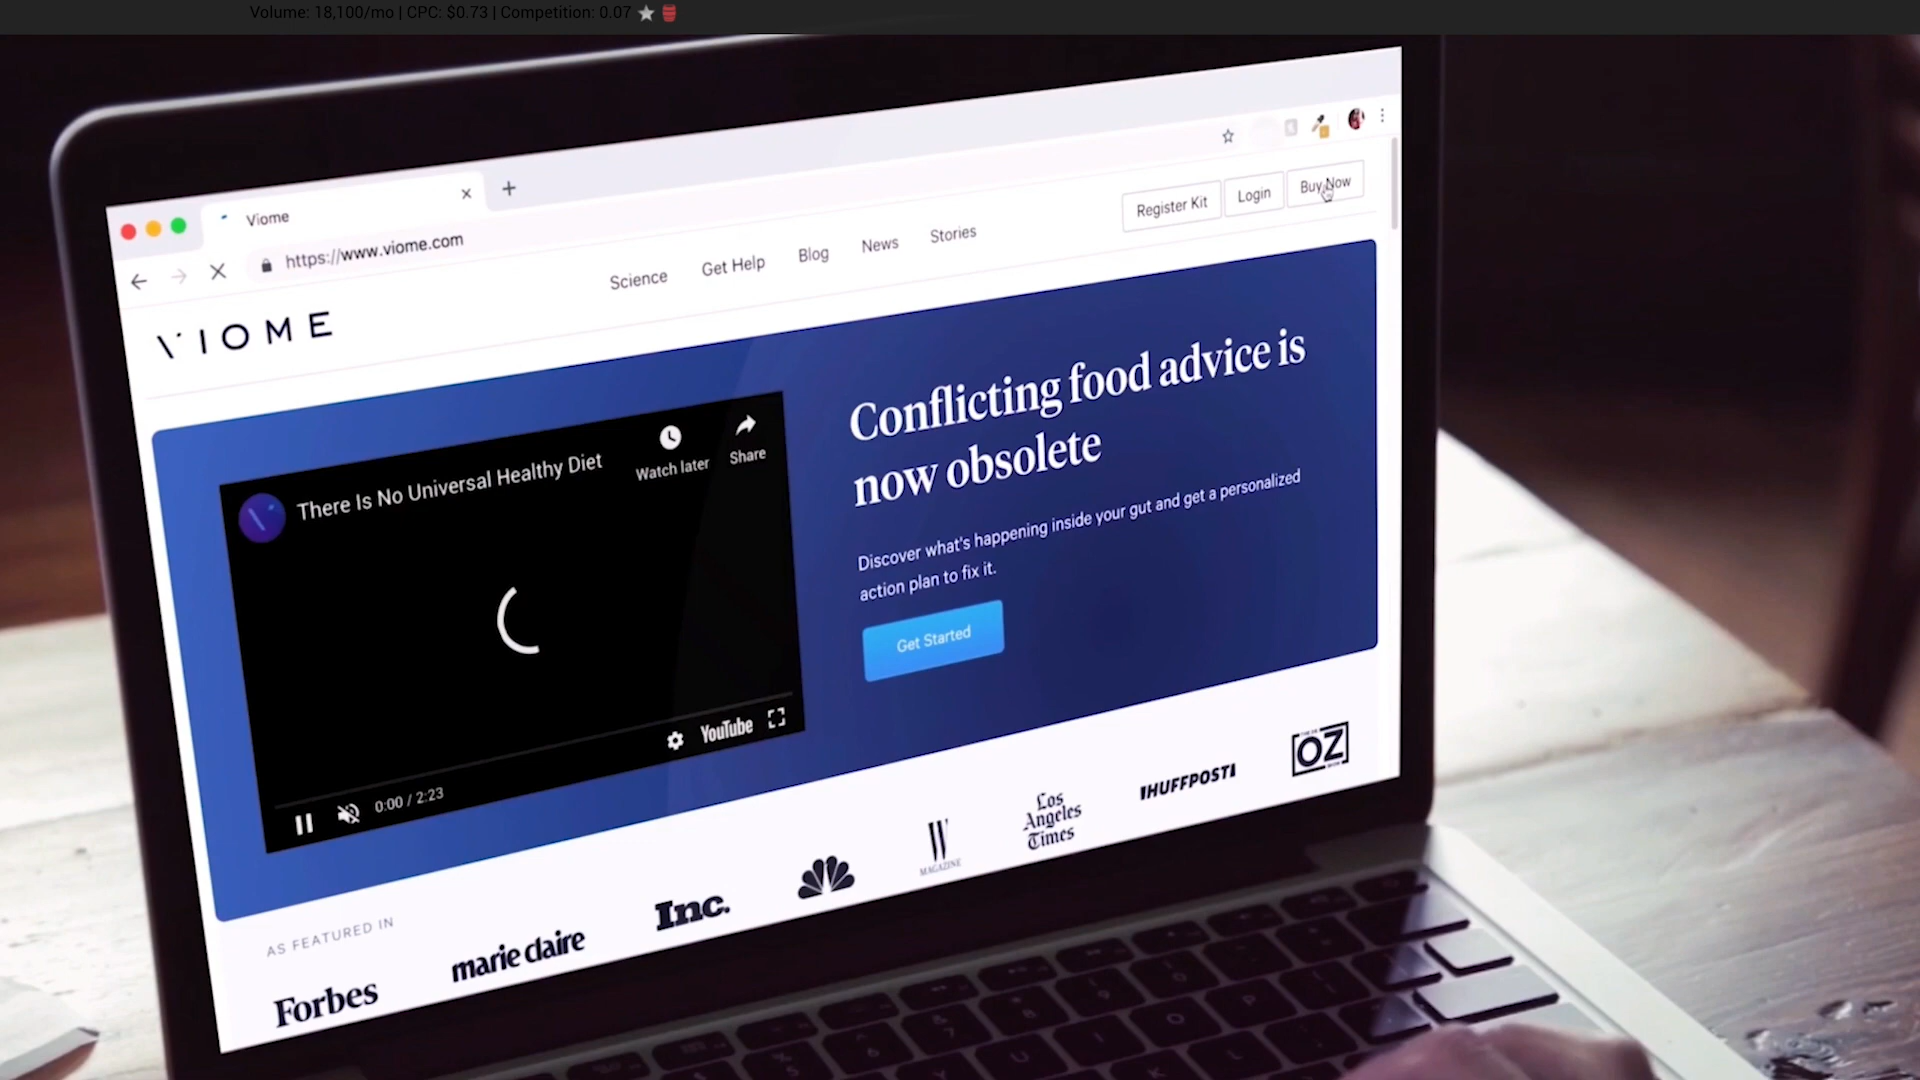 Volume: 18,100/mo | CPC: $0.73 | Competition: 0.07
Viome
https://www.viome.com
Register Kit
Login
Buy Now
Science
Get Help
Blog
News
Stories
VIOME
There Is No Universal Healthy Diet
Watch later
Share
Conflicting food advice is
now obsolete
Discover what's happening inside your gut and get a personalized
action plan to fix it.
Get Started
YouTube
0:00 / 2:23
AS FEATURED IN
Forbes
marie claire
Inc.
W
MAGAZINE
Los
Angeles
Times
IHUFFPOSTI
OZ